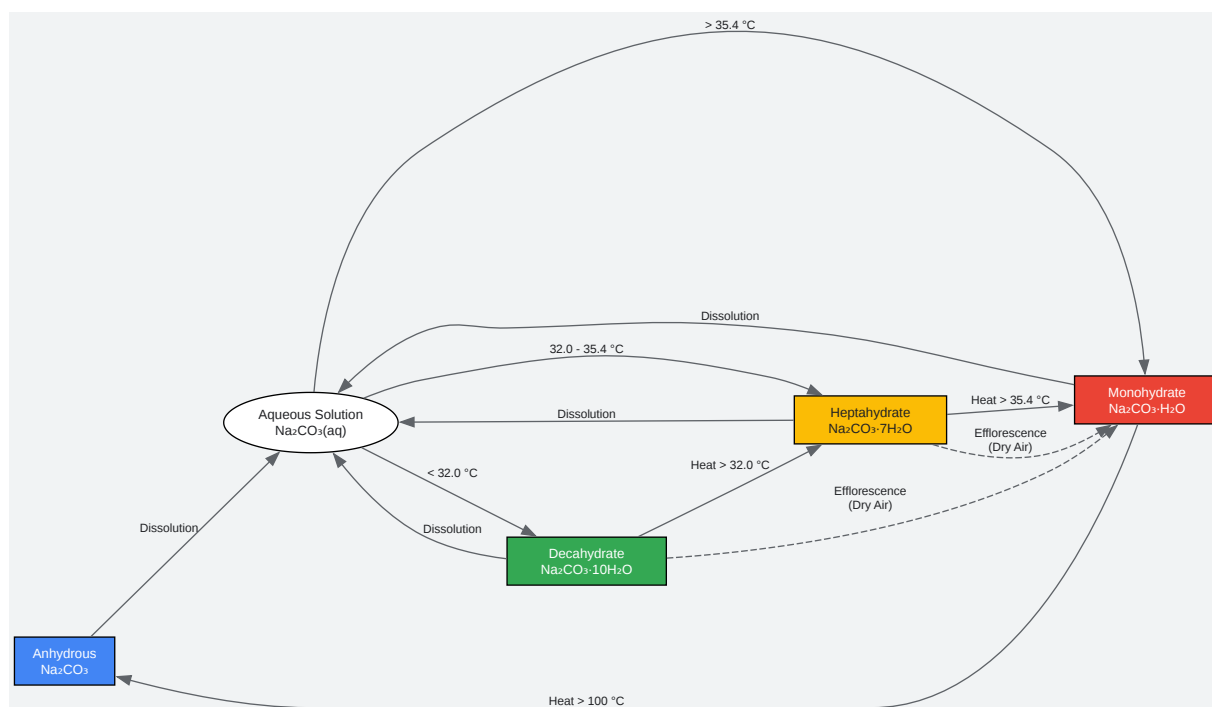 > 35.4 °C
Dissolution
32.0 - 35.4 °C
Monohydrate
Na₂CO₃·H₂O
Heat > 35.4 °C
Aqueous Solution
Na₂CO₃(aq)
Dissolution
Heptahydrate
Na₂CO₃·7H₂O
Efflorescence
(Dry Air)
< 32.0 °C
Heat > 32.0 °C
Efflorescence
(Dry Air)
Dissolution
Dissolution
Decahydrate
Na₂CO₃·10H₂O
Anhydrous
Na₂CO₃
Heat > 100 °C